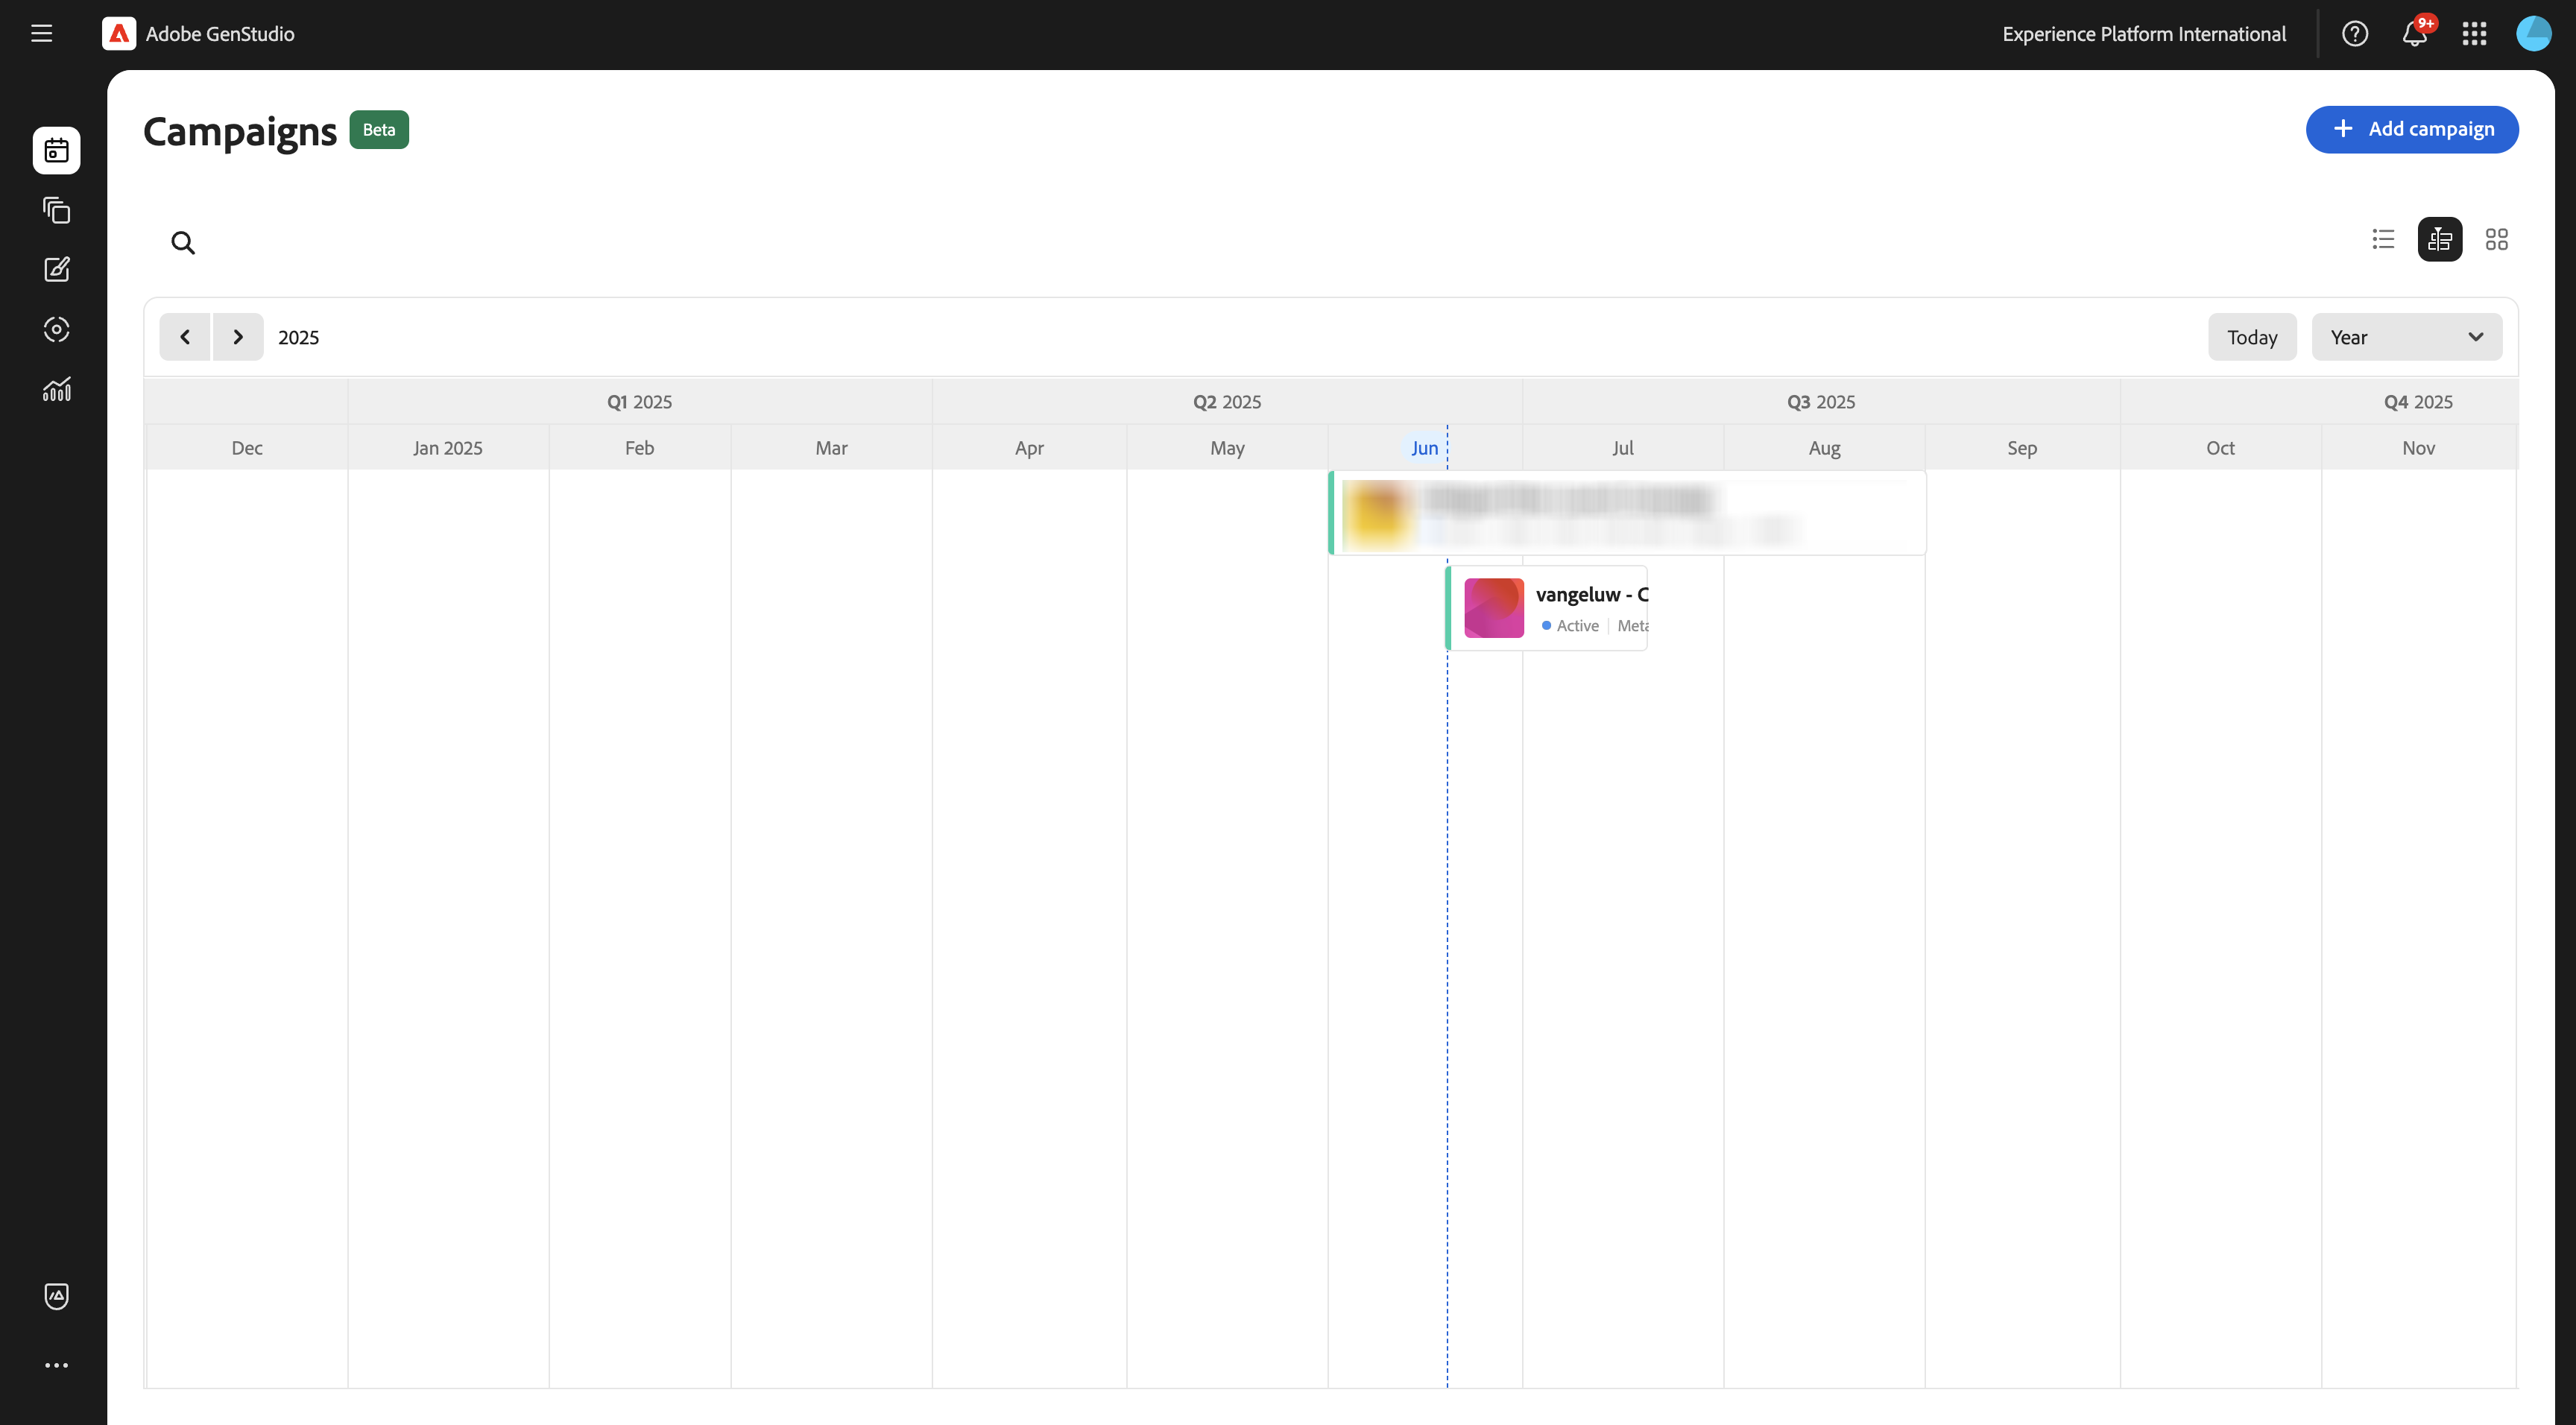 Adobe GenStudio
Experience Platform International
9+
Campaigns
Beta
Add campaign
2025
Today
Year
Q1 2025
Q2 2025
Q3 2025
Q4 2025
Dec
Jan 2025
Feb
Mar
Apr
May
Jun
Jul
Aug
Sep
Oct
Nov
vangeluw - C
Active
Meta